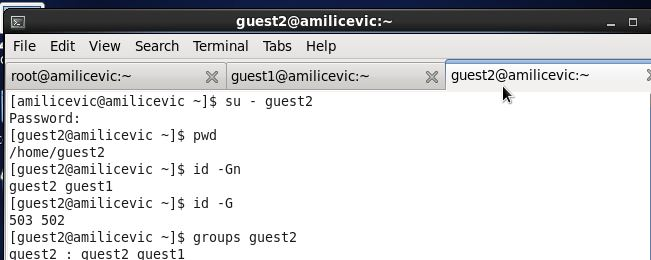 guest2@amilicevic:~
File Edit View Search Terminal Tabs Help
root@amilicevic:~ guest1@amilicevic:~ guest2@amilicevic:~
[amilicevic@amilicevic ~]$ su - guest2
Password:
[guest2@amilicevic ~]$ pwd
/home/guest2
[guest2@amilicevic ~]$ id -Gn
guest2 guest1
[guest2@amilicevic ~]$ id -G
503 502
[guest2@amilicevic ~]$ groups guest2
guest2 : guest2 guest1